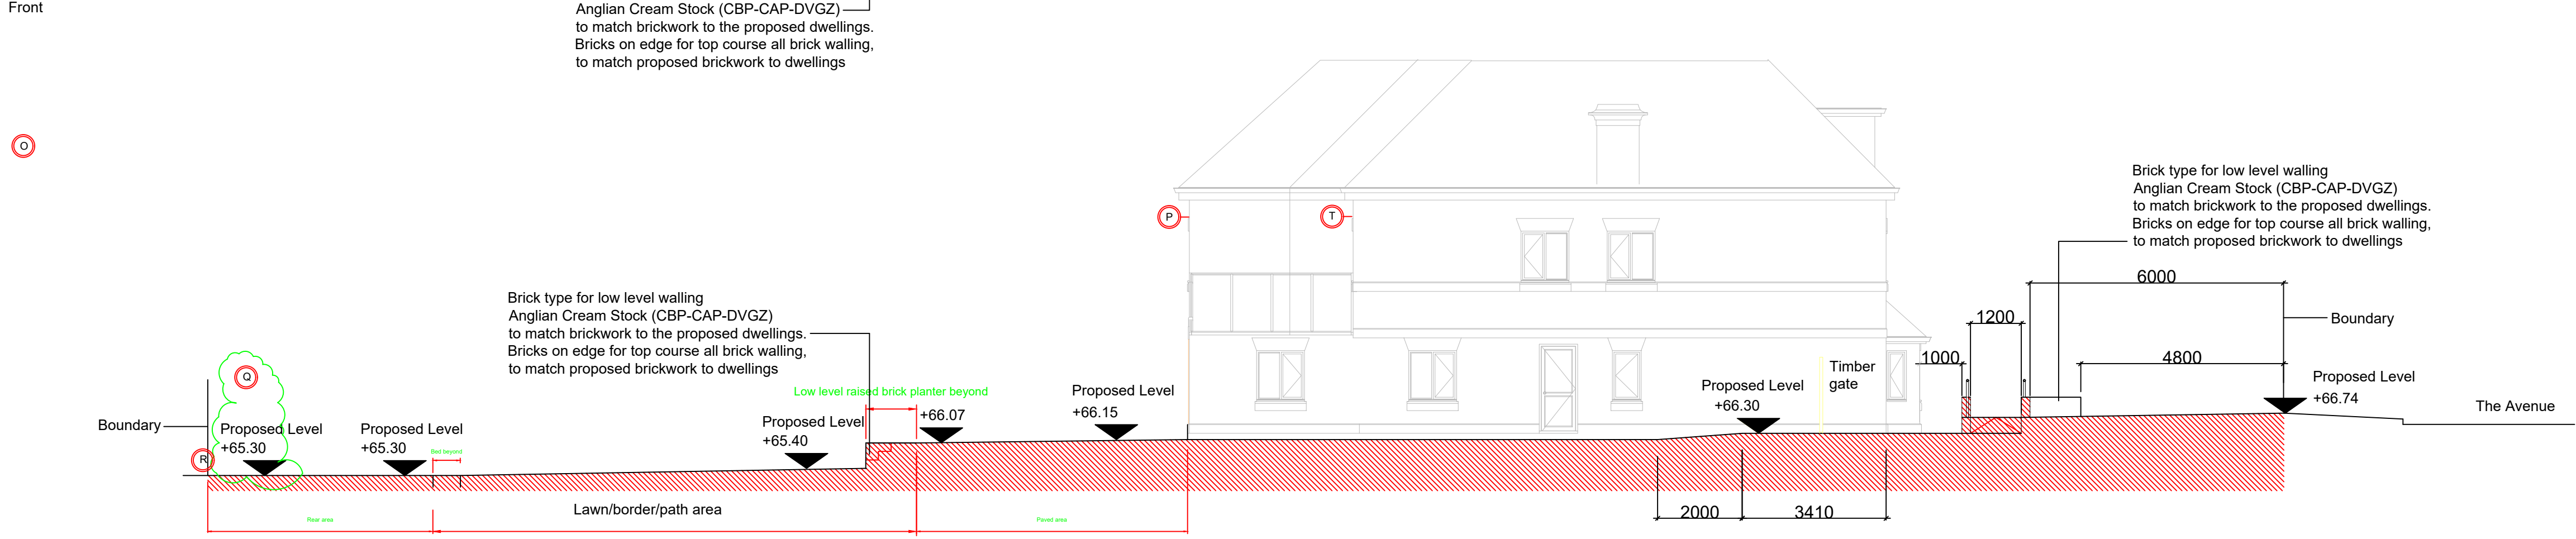 Front
Anglian Cream Stock (CBP-CAP-DVGZ)
to match brickwork to the proposed dwellings.
Bricks on edge for top course all brick walling,
to match proposed brickwork to dwellings
O
P
T
Brick type for low level walling
Anglian Cream Stock (CBP-CAP-DVGZ)
to match brickwork to the proposed dwellings.
Bricks on edge for top course all brick walling,
to match proposed brickwork to dwellings
6000
1200
Boundary
1000
4800
Brick type for low level walling
Anglian Cream Stock (CBP-CAP-DVGZ)
to match brickwork to the proposed dwellings.
Bricks on edge for top course all brick walling,
to match proposed brickwork to dwellings
Q
Low level raised brick planter beyond
Proposed Level
+66.15
Proposed Level
+66.30
Timber
gate
Proposed Level
+66.74
The Avenue
Boundary
Proposed Level
+65.30
Proposed Level
+65.30
Proposed Level
+65.40
+66.07
R
Bed beyond
Lawn/border/path area
Rear area
Paved area
2000
3410